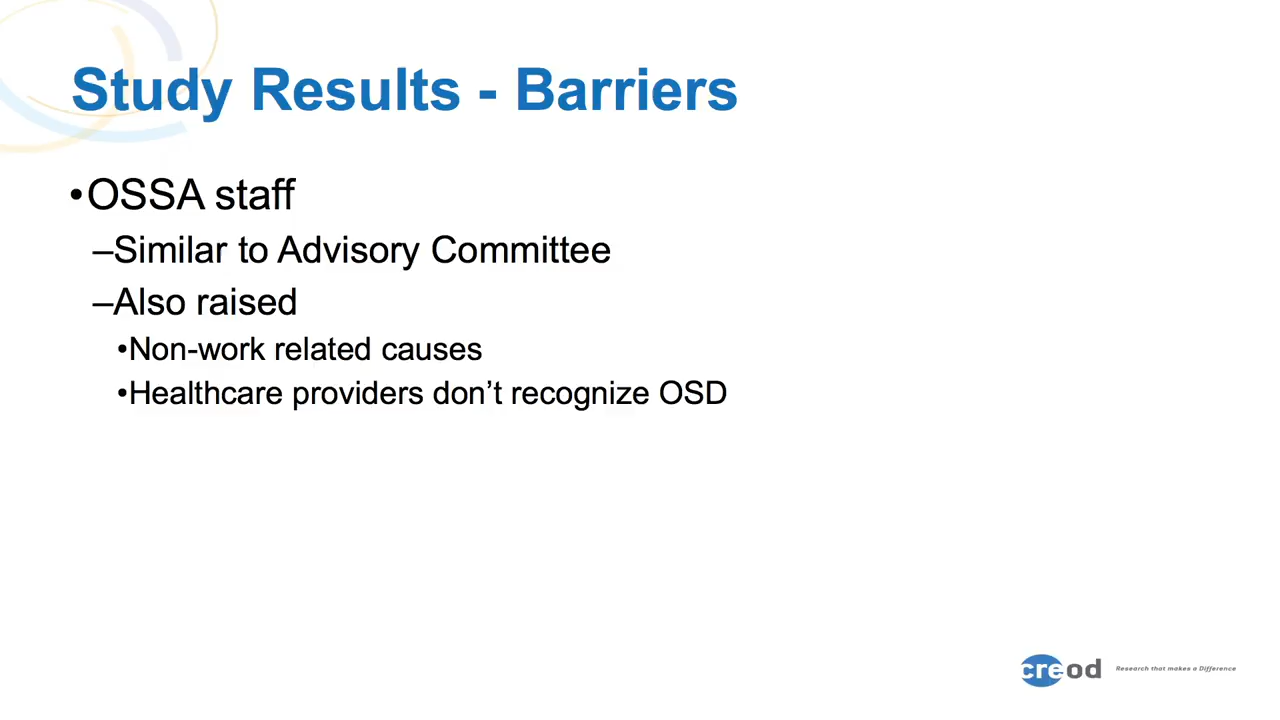 Study Results - Barriers
•OSSA staff
–Similar to Advisory Committee
–Also raised
•Non-work related causes
•Healthcare providers don’t recognize OSD
creod Research that makes a Difference